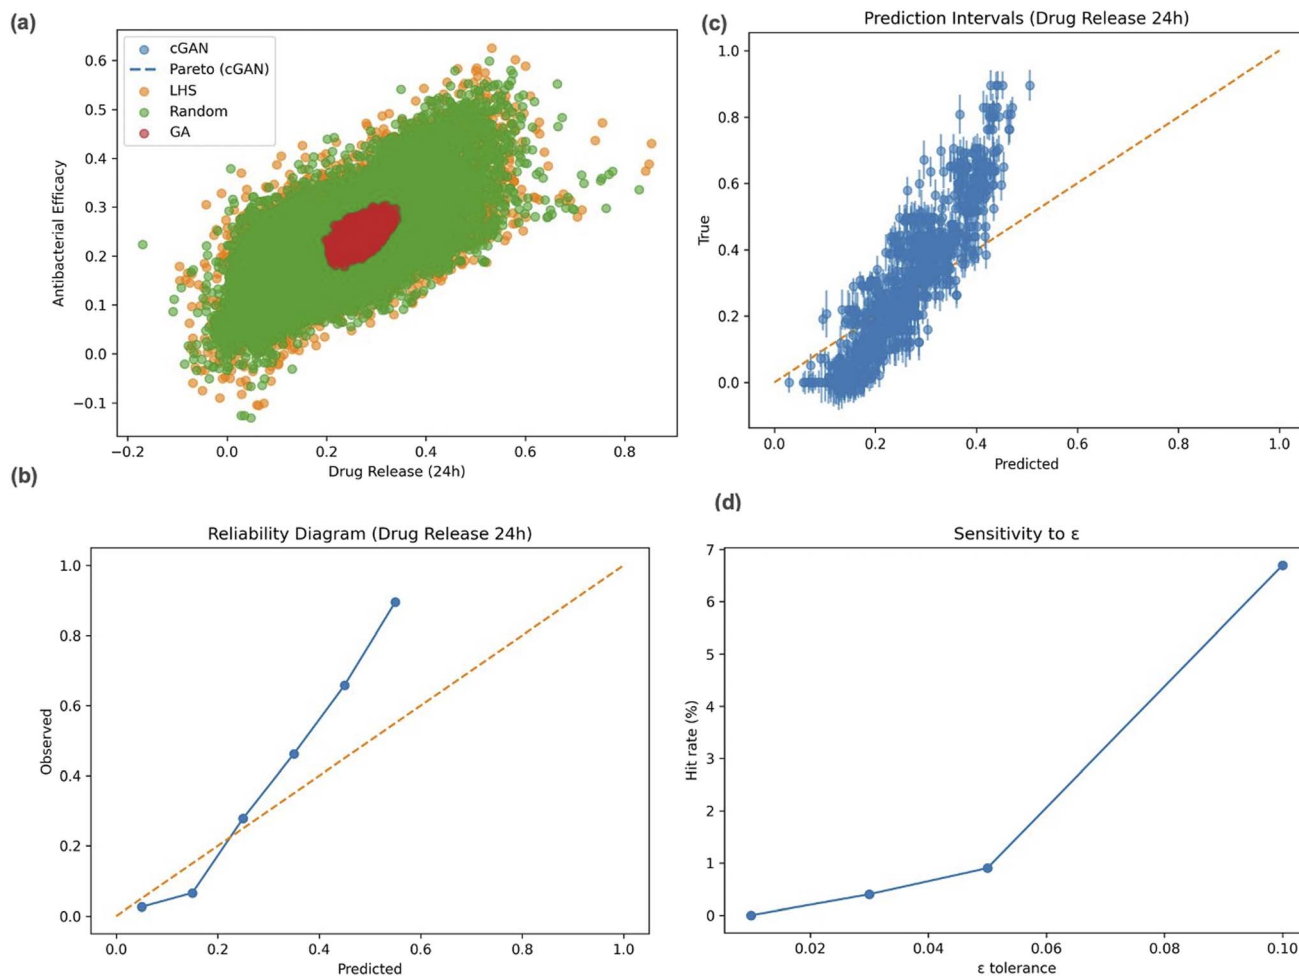 (a)
cGAN
Pareto (cGAN)
LHS
Random
GA
Antibacterial Efficacy
0.6
0.5
0.4
0.3
0.2
0.1
0.0
−0.1
−0.2
0.0
0.2
0.4
0.6
0.8
Drug Release (24h)
(c)
Prediction Intervals (Drug Release 24h)
True
1.0
0.8
0.6
0.4
0.2
0.0
0.0
0.2
0.4
0.6
0.8
1.0
Predicted
(b)
Reliability Diagram (Drug Release 24h)
Observed
1.0
0.8
0.6
0.4
0.2
0.0
0.0
0.2
0.4
0.6
0.8
1.0
Predicted
(d)
Sensitivity to ε
Hit rate (%)
7
6
5
4
3
2
1
0
0.02
0.04
0.06
0.08
0.10
ε tolerance